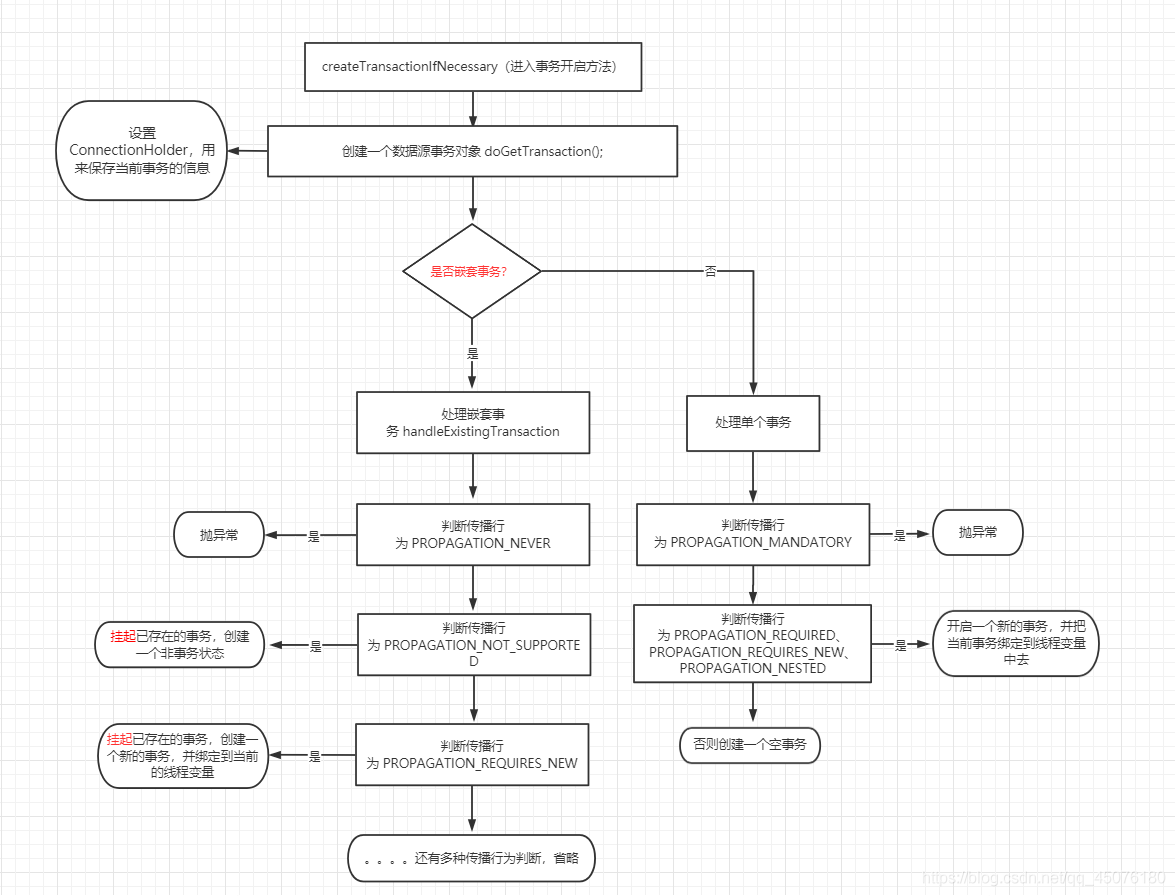 createTransactionIfNecessary（进入事务开启方法）
设置
ConnectionHolder，用
来保存当前事务的信息
创建一个数据源事务对象 doGetTransaction();
是否嵌套事务？
否
是
处理嵌套事
务 handleExistingTransaction
处理单个事务
抛异常
是
判断传播行
为 PROPAGATION_NEVER
判断传播行
为 PROPAGATION_MANDATORY
是
抛异常
挂起已存在的事务，创建
一个非事务状态
是
判断传播行
为 PROPAGATION_NOT_SUPPORTE
D
判断传播行
为 PROPAGATION_REQUIRED、
PROPAGATION_REQUIRES_NEW、
PROPAGATION_NESTED
是
开启一个新的事务，并把
当前事务绑定到线程变量
中去
挂起已存在的事务，创建一
个新的事务，并绑定到当前
的线程变量
是
判断传播行
为 PROPAGATION_REQUIRES_NEW
否则创建一个空事务
。。。。还有多种传播行为判断，省略
https://blog.csdn.net/qq_45076180